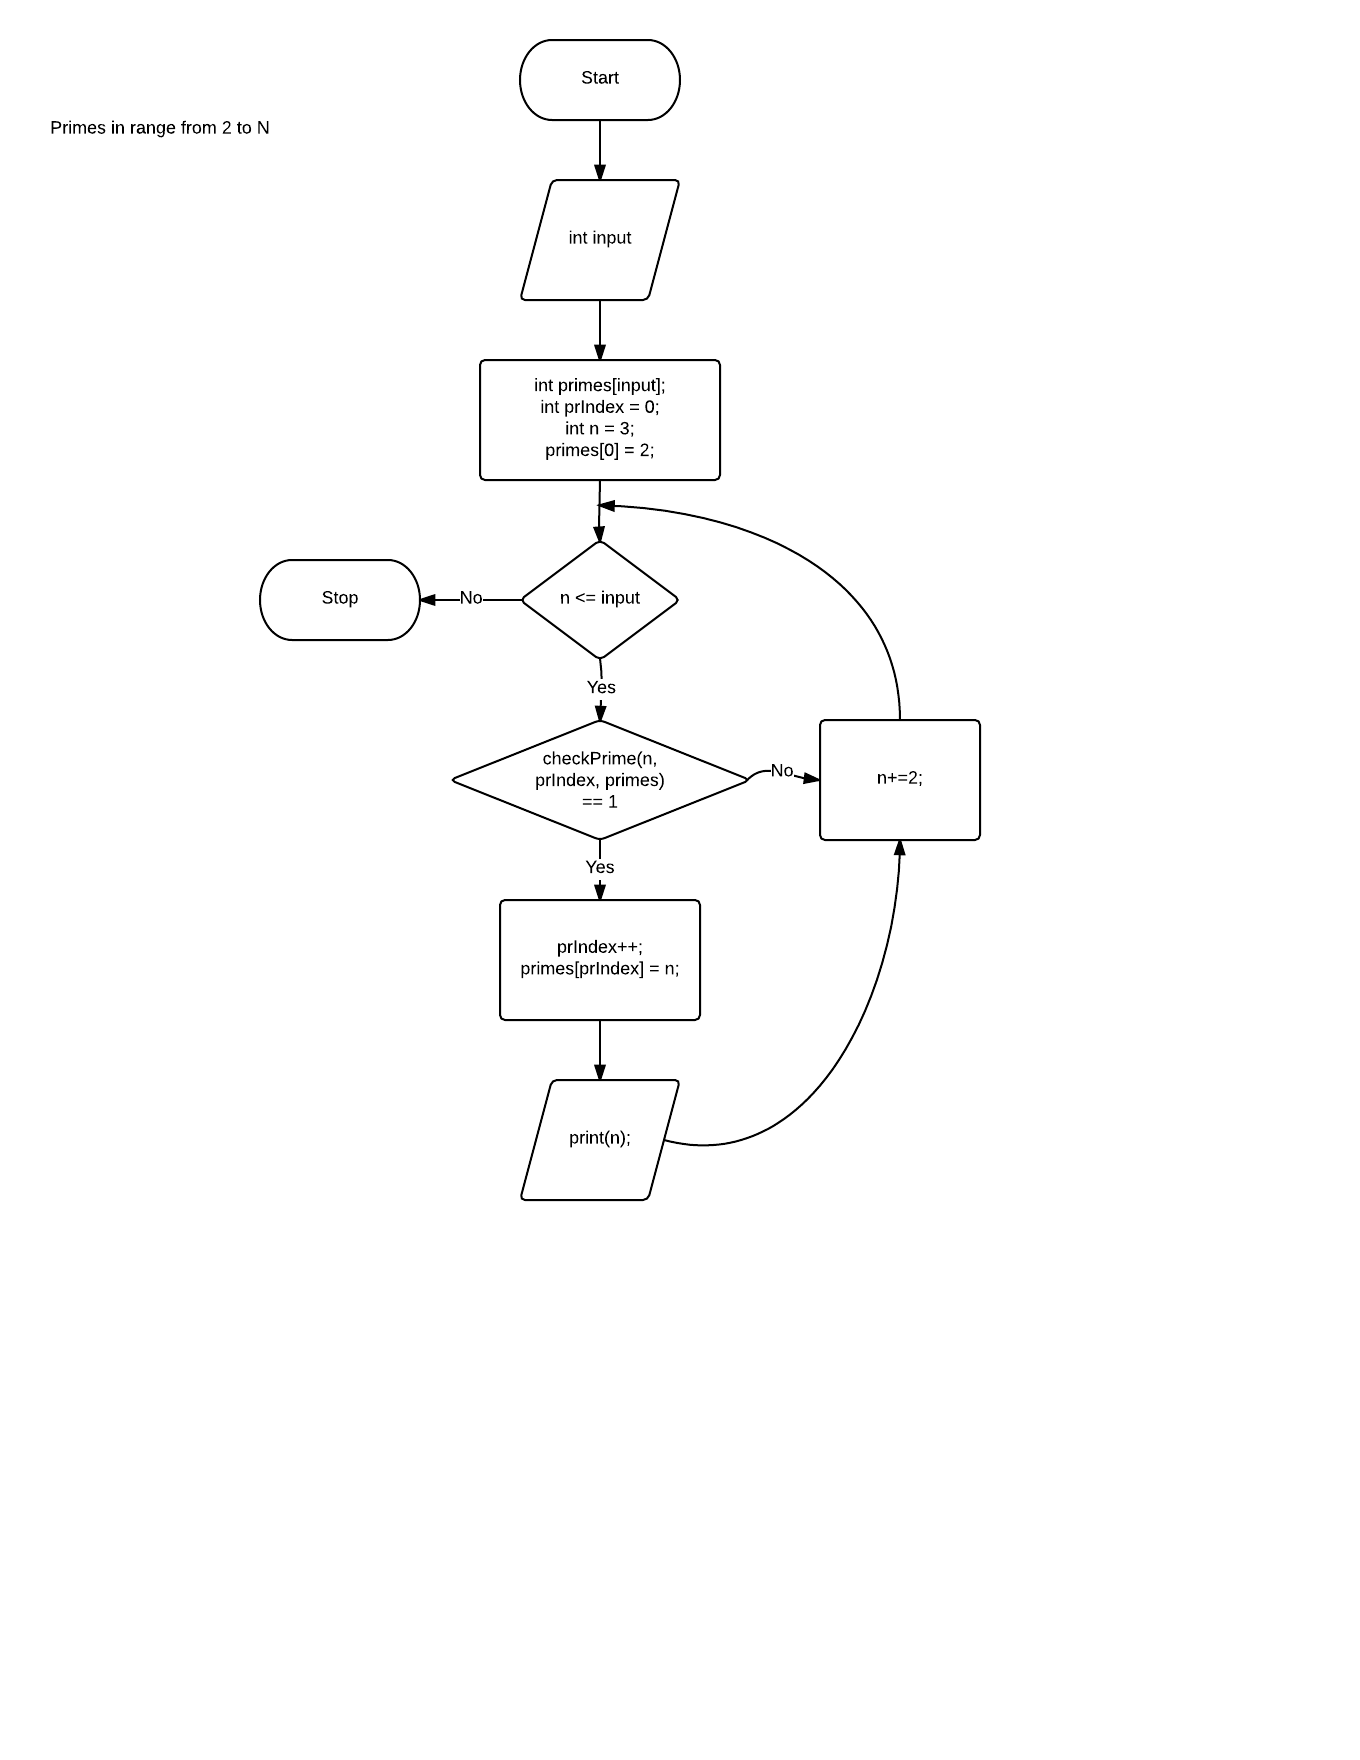 Start
Primes in range from 2 to N
int input
int primes[input];
int prIndex = 0;
int n = 3;
primes[0] = 2;
Stop
No
n <= input
Yes
checkPrime(n,
prIndex, primes)
== 1
No
n+=2;
Yes
prIndex++;
primes[prIndex] = n;
print(n);